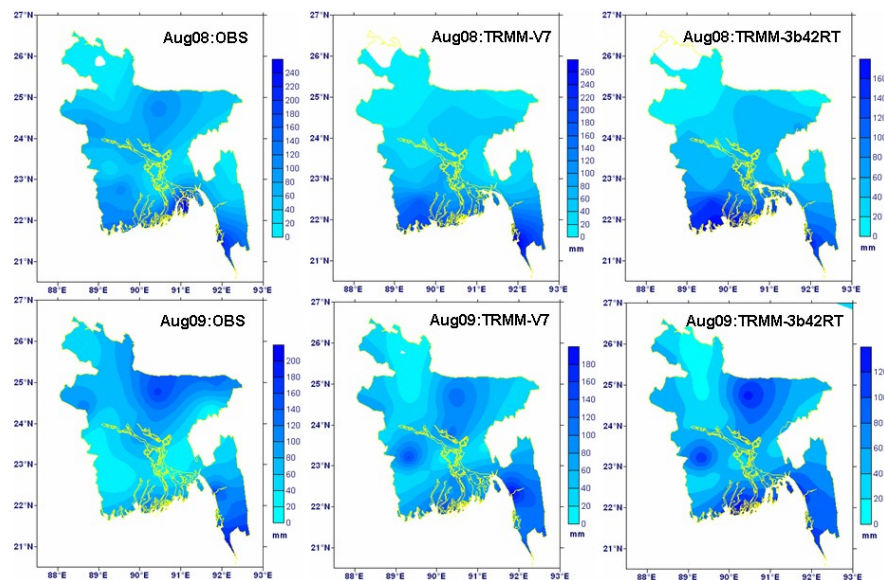 Aug08:OBS
27°N
26°N
25°N
24°N
23°N
22°N
21°N
240
220
200
180
160
140
120
100
80
60
40
20
0
mm
88°E 89°E 90°E 91°E 92°E 93°E
Aug08:TRMM-V7
27°N
26°N
25°N
24°N
23°N
22°N
21°N
260
240
220
200
180
160
140
120
100
80
60
40
20
0
mm
88°E 89°E 90°E 91°E 92°E 93°E
Aug08:TRMM-3b42RT
27°N
26°N
25°N
24°N
23°N
22°N
21°N
160
140
120
100
80
60
40
20
0
mm
88°E 89°E 90°E 91°E 92°E 93°E
Aug09:OBS
27°N
26°N
25°N
24°N
23°N
22°N
21°N
200
180
160
140
120
100
80
60
40
20
0
mm
88°E 89°E 90°E 91°E 92°E 93°E
Aug09:TRMM-V7
27°N
26°N
25°N
24°N
23°N
22°N
21°N
180
160
140
120
100
80
60
40
20
0
mm
88°E 89°E 90°E 91°E 92°E 93°E
Aug09:TRMM-3b42RT
27°N
26°N
25°N
24°N
23°N
22°N
21°N
120
100
80
60
40
20
0
mm
88°E 89°E 90°E 91°E 92°E 93°E